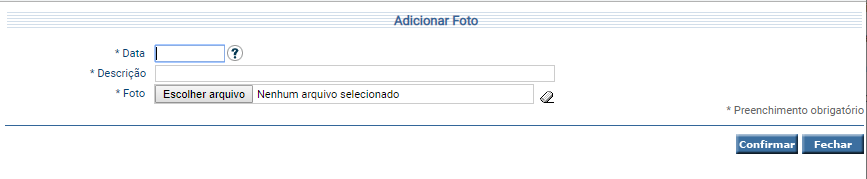 Adicionar Foto
* Data ?
* Descrição
* Foto Escolher arquivo Nenhum arquivo selecionado
* Preenchimento obrigatório
Confirmar Fechar